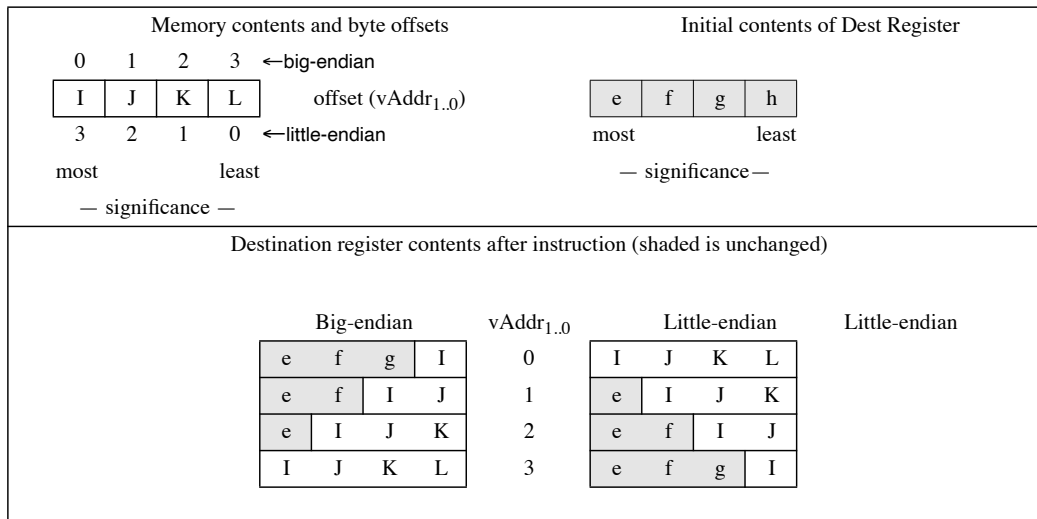 Memory contents and byte offsets Initial contents of Dest Register
0 1 2 3 ←big-endian
I J K L offset (vAddr1..0) e f g h
3 2 1 0 ←little-endian most least
most least — significance—
— significance —
Destination register contents after instruction (shaded is unchanged)
Big-endian vAddr1..0 Little-endian Little-endian
e f g I 0 I J K L
e f I J 1 e I J K
e I J K 2 e f I J
I J K L 3 e f g I